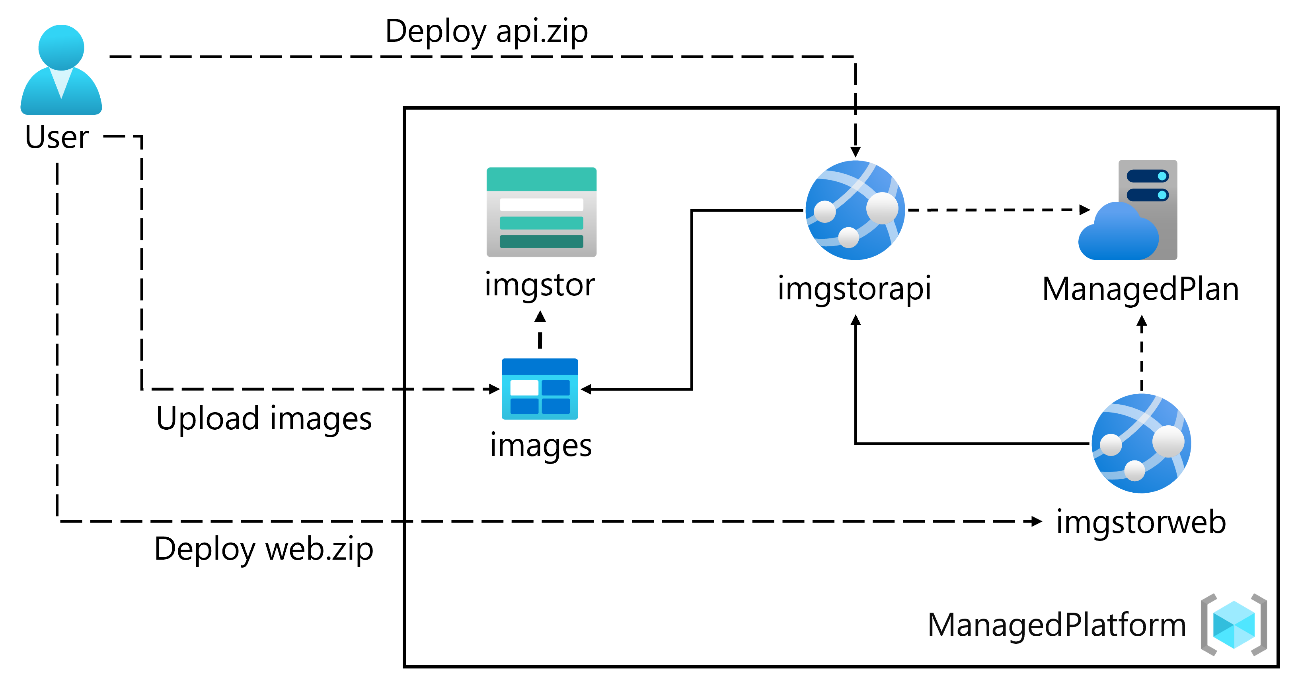 Deploy api.zip
User
imgstor
imgstorapi
ManagedPlan
Upload images
images
imgstorweb
Deploy web.zip
ManagedPlatform